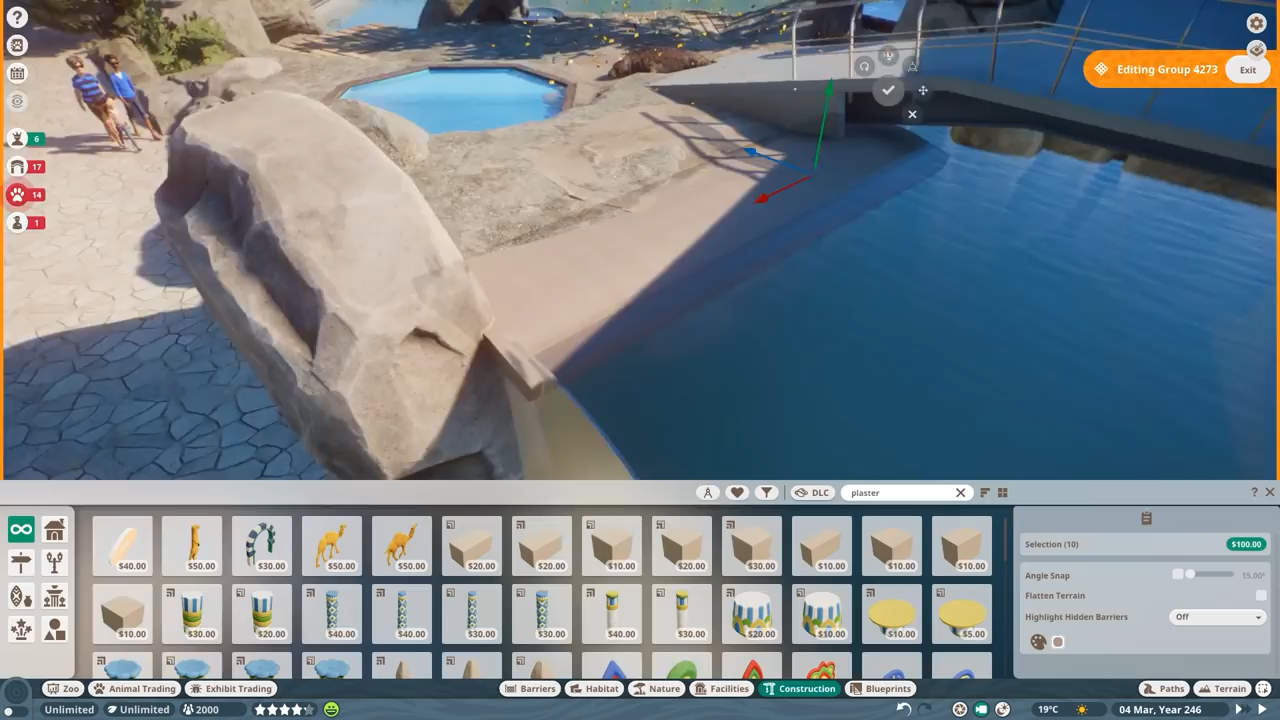 ?
Editing Group 4273
Exit
6
17
14
1
DLC
plaster
?
$40.00
$50.00
$30.00
$50.00
$50.00
$20.00
$20.00
$10.00
$20.00
$30.00
$10.00
$10.00
$10.00
Selection (10)
$100.00
Angle Snap
15.00°
Flatten Terrain
Highlight Hidden Barriers
Off
$10.00
$30.00
$20.00
$40.00
$40.00
$30.00
$30.00
$40.00
$30.00
$20.00
$10.00
$10.00
$5.00
Zoo
Animal Trading
Exhibit Trading
Barriers
Habitat
Nature
Facilities
Construction
Blueprints
Paths
Terrain
Unlimited
Unlimited
2000
19°C
04 Mar, Year 246